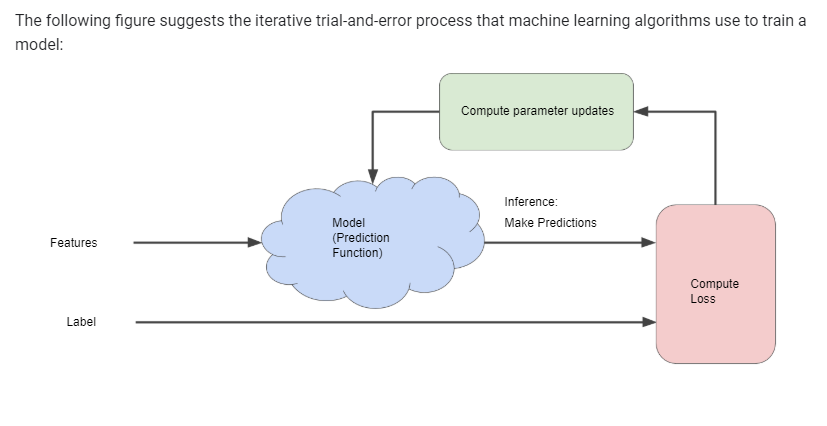 The following figure suggests the iterative trial-and-error process that machine learning algorithms use to train a
model:
Compute parameter updates
Inference:
Make Predictions
Model
(Prediction
Function)
Features
Compute
Loss
Label